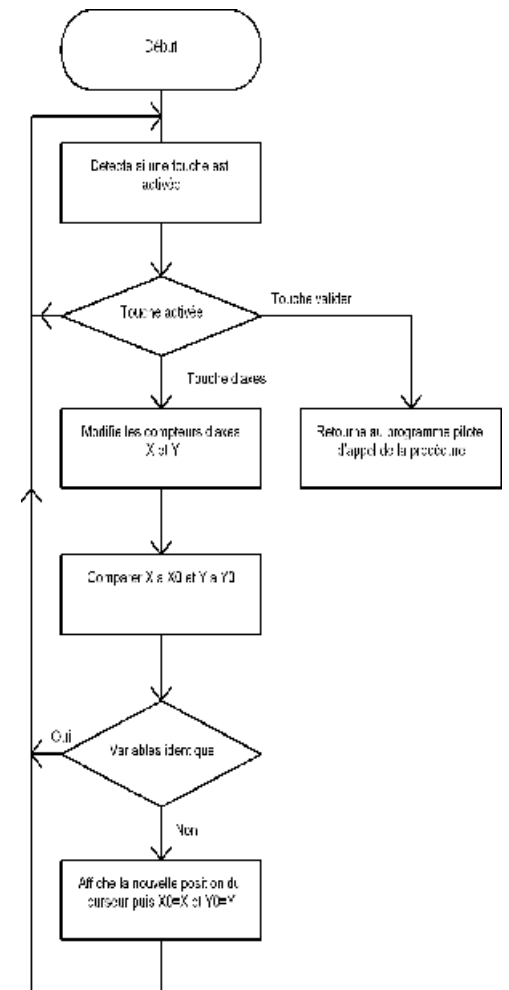 Début
Detecte si une touche est
activée
Touche activée
Touche valider
Touche d'axes
Modifie les compteurs d'axes
X et Y
Retourne au programme pilote
d'appel de la procédure
Comparer X a X0 et Y a Y0
Oui
Variables identique
Non
Affiche la nouvelle position du
curseur puis X0=X et Y0=Y